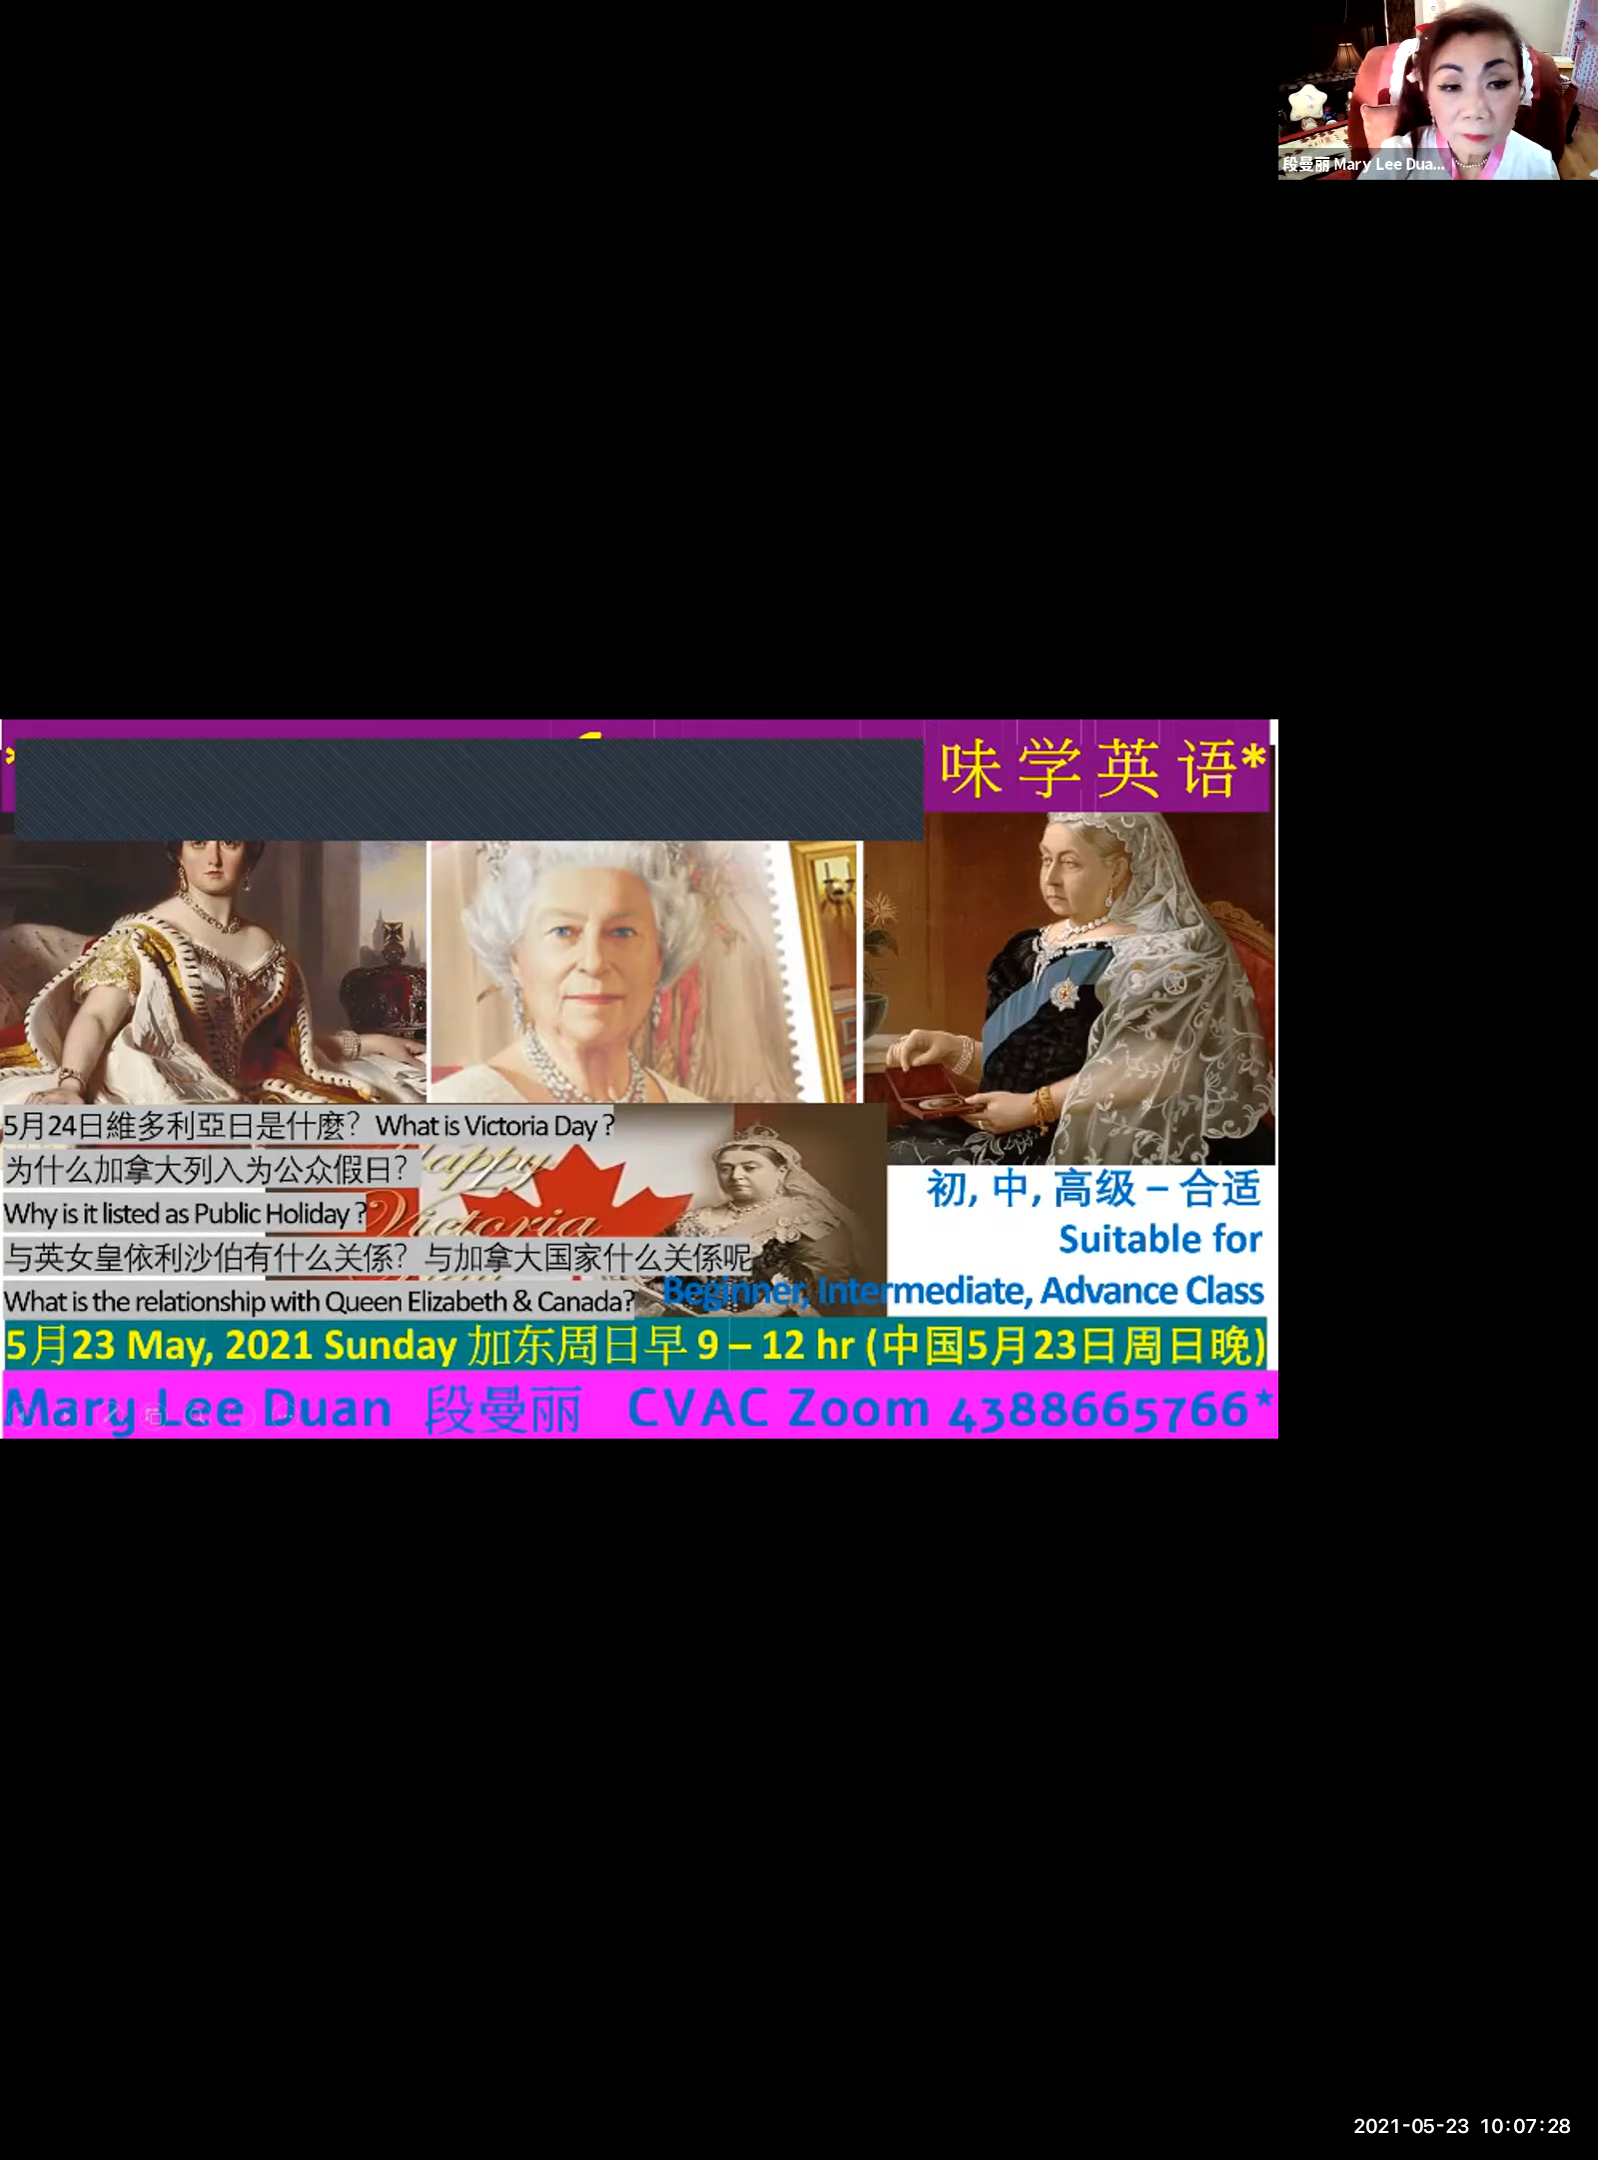 段曼丽 Mary Lee Dua...
味学英语*
5月24日維多利亞日是什麼？ What is Victoria Day ?
为什么加拿大列入为公众假日？
Happy
Why is it listed as Public Holiday ?
Victoria
与英女皇依利沙伯有什么关係？ 与加拿大国家什么关係呢
What is the relationship with Queen Elizabeth & Canada?
初, 中, 高级 – 合适
Suitable for
Beginner, Intermediate, Advance Class
5月23 May, 2021 Sunday 加东周日早 9 – 12 hr (中国5月23日周日晚)
Mary Lee Duan 段曼丽 CVAC Zoom 4388665766*
2021-05-23 10:07:28